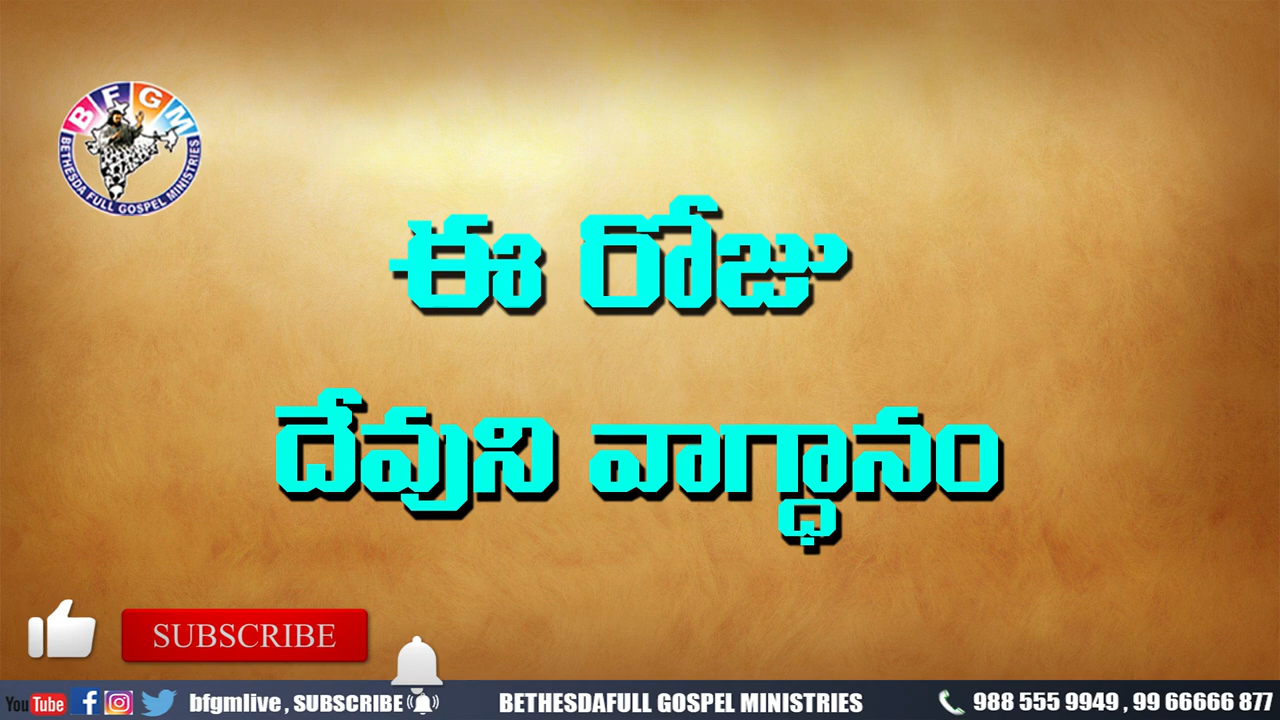 BFGM
BETHESDA FULL GOSPEL MINISTRIES
ఈ రోజు
దేవుని వాగ్ధానం
SUBSCRIBE
YouTube bfgmlive , SUBSCRIBE BETHESDAFULL GOSPEL MINISTRIES 988 555 9949 , 99 66666 877